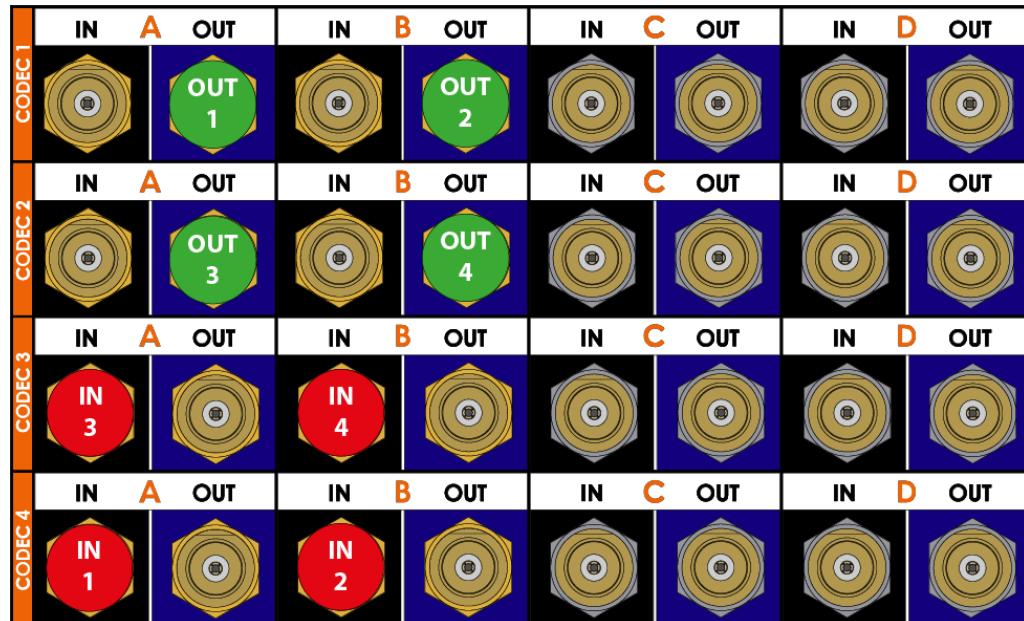 CODEC 1
IN A OUT IN B OUT IN C OUT IN D OUT
OUT
1
OUT
2
CODEC 2
IN A OUT IN B OUT IN C OUT IN D OUT
OUT
3
OUT
4
CODEC 3
IN A OUT IN B OUT IN C OUT IN D OUT
IN
3
IN
4
CODEC 4
IN A OUT IN B OUT IN C OUT IN D OUT
IN
1
IN
2